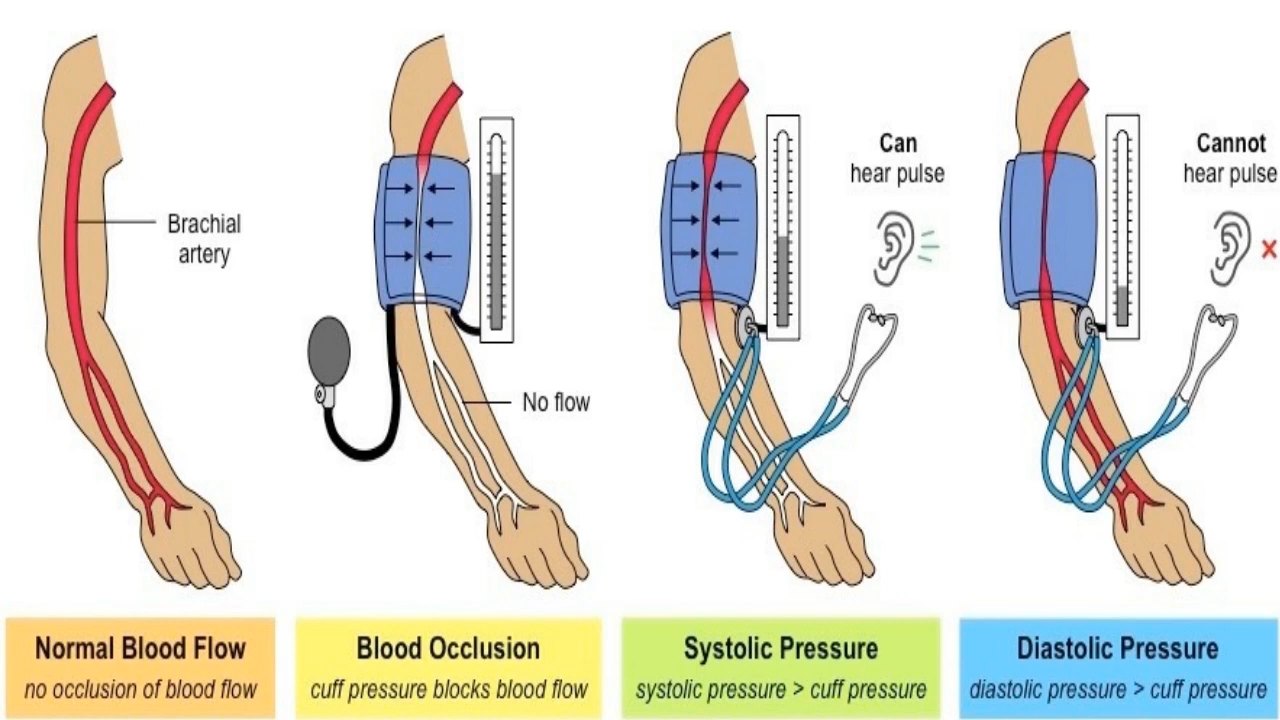 Brachial
artery
No flow
Can
hear pulse
Cannot
hear pulse
Normal Blood Flow
no occlusion of blood flow
Blood Occlusion
cuff pressure blocks blood flow
Systolic Pressure
systolic pressure > cuff pressure
Diastolic Pressure
diastolic pressure > cuff pressure